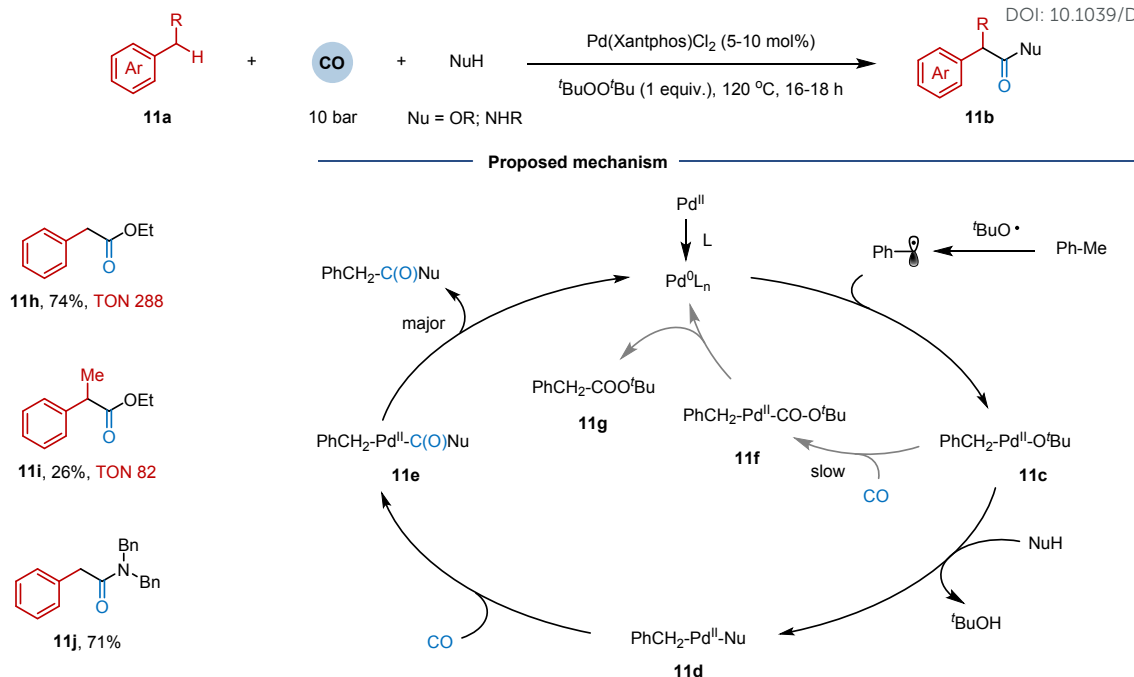 DOI: 10.1039/D
R
Ar
H
11a
+
CO
10 bar
+
NuH
Nu = OR; NHR
Pd(Xantphos)Cl₂ (5-10 mol%)
ᵗBuOOᵗBu (1 equiv.), 120 °C, 16-18 h
R
Ar
Nu
O
11b
Proposed mechanism
OEt
O
11h, 74%, TON 288
Me
OEt
O
11i, 26%, TON 82
Bn
N
Bn
O
11j, 71%
Pdᴵᴵ
L
Pd⁰Lₙ
Ph
ᵗBuO •
Ph-Me
PhCH₂-C(O)Nu
major
PhCH₂-COOᵗBu
11g
PhCH₂-Pdᴵᴵ-CO-OᵗBu
11f
slow
CO
PhCH₂-Pdᴵᴵ-OᵗBu
11c
PhCH₂-Pdᴵᴵ-C(O)Nu
11e
NuH
ᵗBuOH
CO
PhCH₂-Pdᴵᴵ-Nu
11d